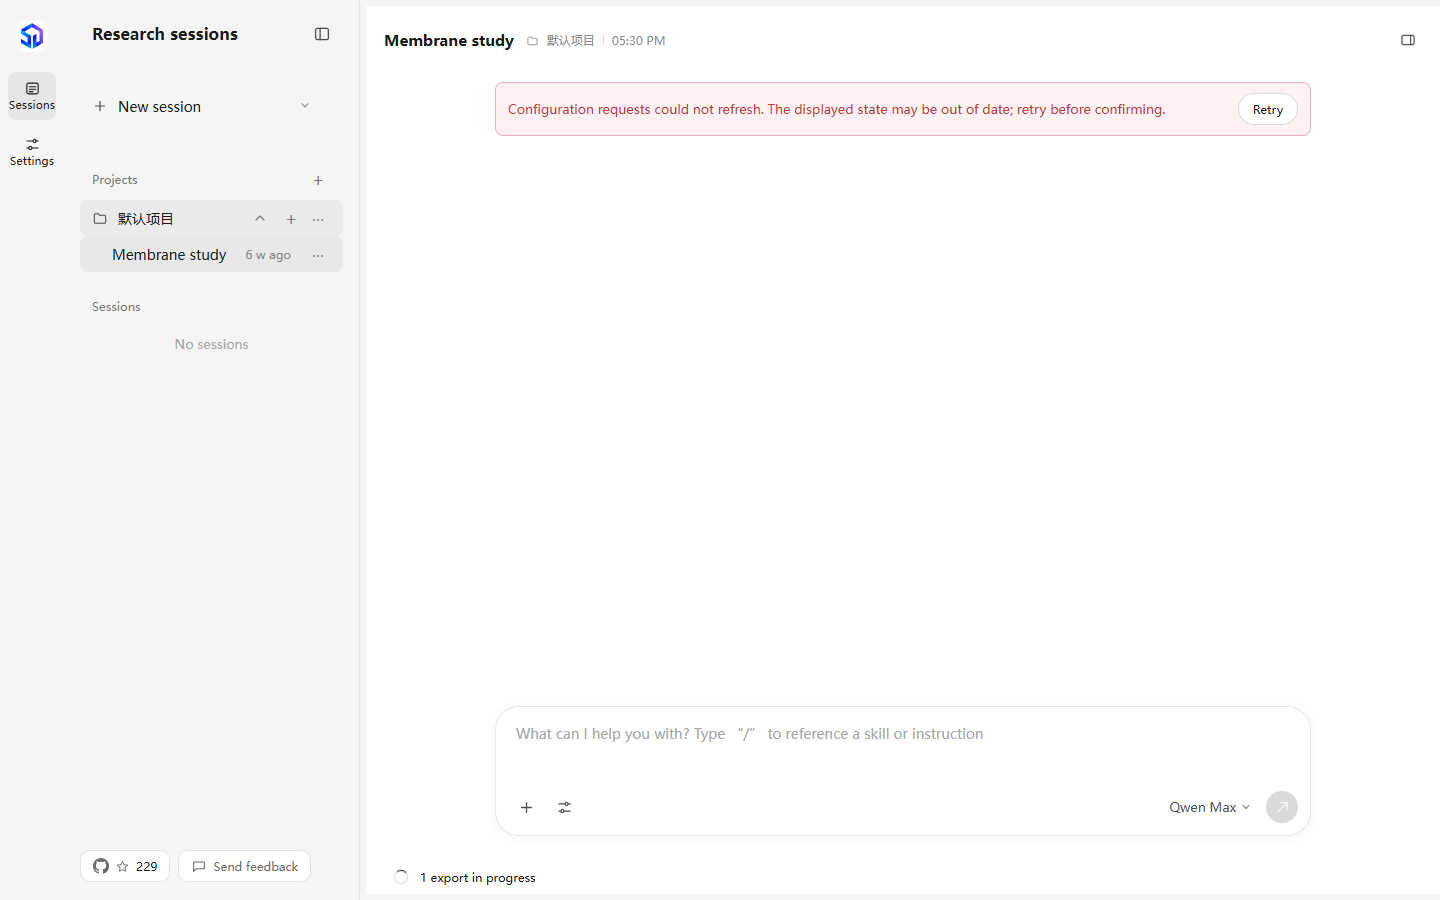 Research sessions
Sessions
Settings
New session
Projects
默认项目
Membrane study 6 w ago
Sessions
No sessions
229
Send feedback
Membrane study 默认项目 05:30 PM
Configuration requests could not refresh. The displayed state may be out of date; retry before confirming. Retry
What can I help you with? Type “/” to reference a skill or instruction
Qwen Max
1 export in progress